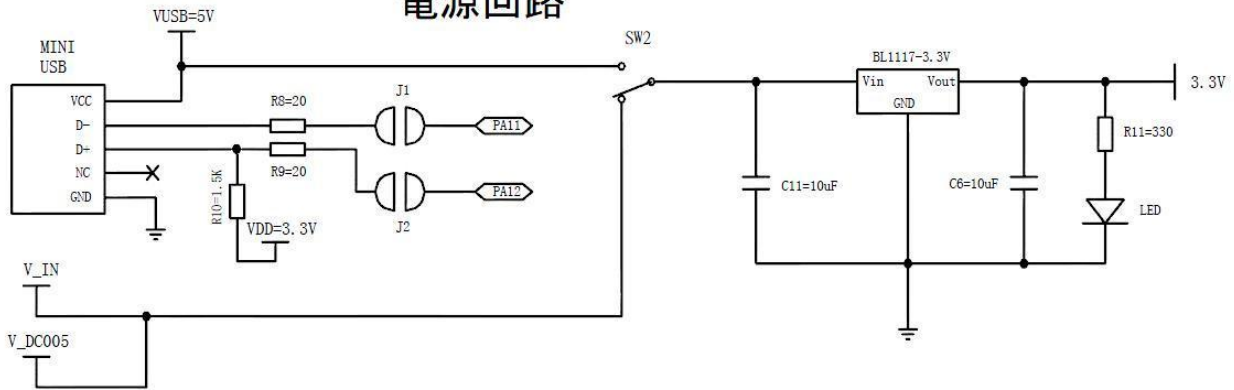 電源回路
VUSB=5V
MINI
USB
VCC
D-
D+
NC
GND
R8=20
J1
PA11
R9=20
PA12
J2
R10=1.5K
VDD=3.3V
V_IN
V_DC005
SW2
BL1117-3.3V
Vin
Vout
GND
3.3V
C11=10uF
C6=10uF
R11=330
LED